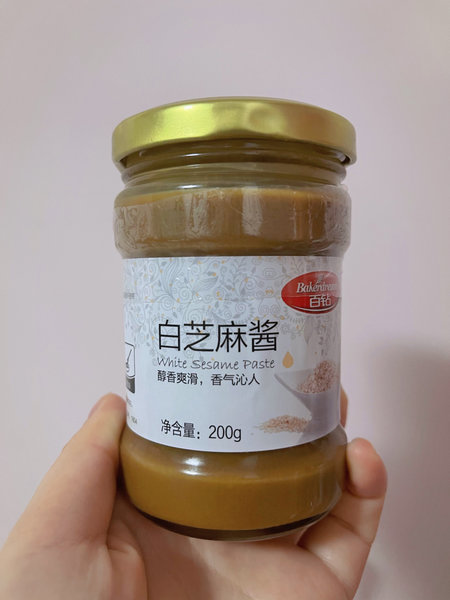 Bakerdream
百钻
白芝麻酱
White Sesame Paste
醇香爽滑，香气沁人
净含量：200g